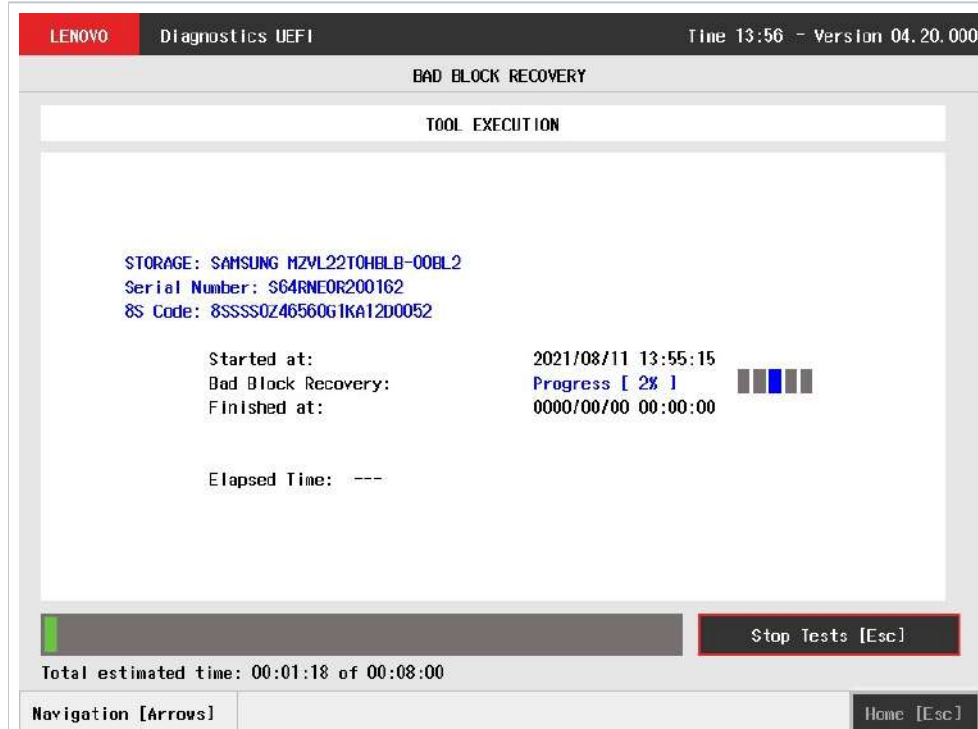 LENOVO Diagnostics UEFI Time 13:56 - Version 04.20.000
BAD BLOCK RECOVERY
TOOL EXECUTION
STORAGE: SAMSUNG MZVL22T0HBLB-00BL2
Serial Number: S64RNE0R200162
8S Code: 8SSSS0Z46560G1KA12D0052
Started at: 2021/08/11 13:55:15
Bad Block Recovery: Progress [ 2% ]
Finished at: 0000/00/00 00:00:00
Elapsed Time: ---
Stop Tests [Esc]
Total estimated time: 00:01:18 of 00:08:00
Navigation [Arrows] Home [Esc]